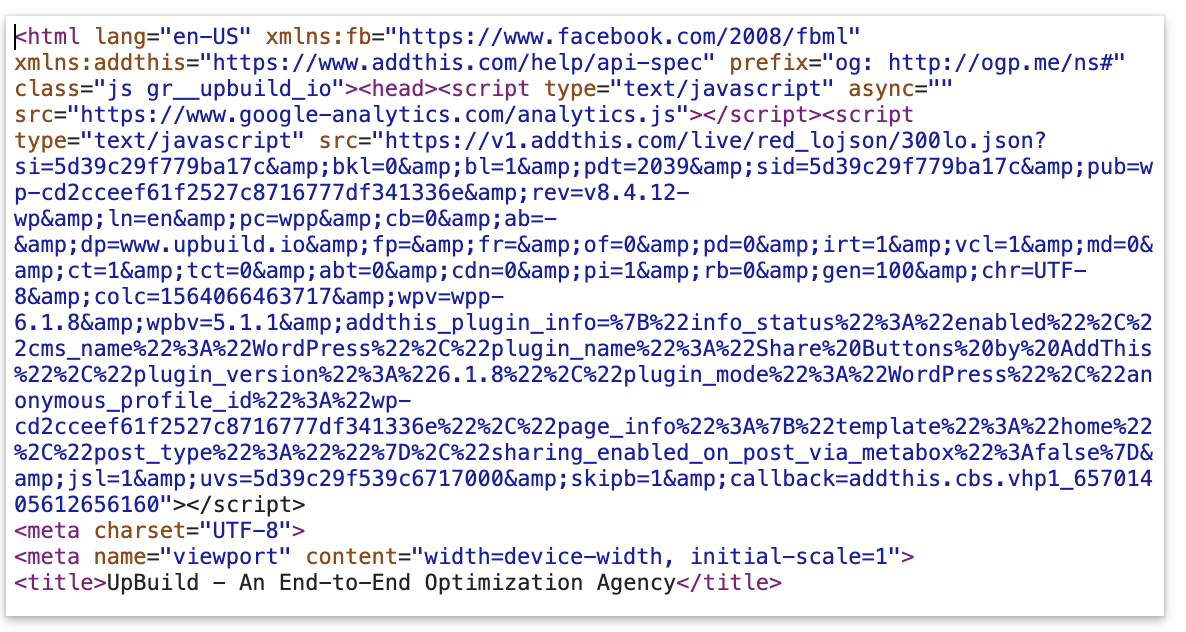 <html lang="en-US" xmlns:fb="https://www.facebook.com/2008/fbml"
xmlns:addthis="https://www.addthis.com/help/api-spec" prefix="og: http://ogp.me/ns#"
class="js gr__upbuild_io"><head><script type="text/javascript" async=""
src="https://www.google-analytics.com/analytics.js"></script><script
type="text/javascript" src="https://v1.addthis.com/live/red_lojson/300lo.json?
si=5d39c29f779ba17c&amp;bkl=0&amp;bl=1&amp;pdt=2039&amp;sid=5d39c29f779ba17c&amp;pub=w
p-cd2cceef61f2527c8716777df341336e&amp;rev=v8.4.12-
wp&amp;ln=en&amp;pc=wpp&amp;cb=0&amp;ab=-
&amp;dp=www.upbuild.io&amp;fp=&amp;fr=&amp;of=0&amp;pd=0&amp;irt=1&amp;vcl=1&amp;md=0&
amp;ct=1&amp;tct=0&amp;abt=0&amp;cdn=0&amp;pi=1&amp;rb=0&amp;gen=100&amp;chr=UTF-
8&amp;colc=1564066463717&amp;wpv=wpp-
6.1.8&amp;wpbv=5.1.1&amp;addthis_plugin_info=%7B%22info_status%22%3A%22enabled%22%2C%2
2cms_name%22%3A%22WordPress%22%2C%22plugin_name%22%3A%22Share%20Buttons%20by%20AddThis
%22%2C%22plugin_version%22%3A%226.1.8%22%2C%22plugin_mode%22%3A%22WordPress%22%2C%22an
onymous_profile_id%22%3A%22wp-
cd2cceef61f2527c8716777df341336e%22%2C%22page_info%22%3A%7B%22template%22%3A%22home%22
%2C%22post_type%22%3A%22%22%7D%2C%22sharing_enabled_on_post_via_metabox%22%3Afalse%7D&
amp;jsl=1&amp;uvs=5d39c29f539c6717000&amp;skipb=1&amp;callback=addthis.cbs.vhp1_657014
05612656160"></script>
<meta charset="UTF-8">
<meta name="viewport" content="width=device-width, initial-scale=1">
<title>UpBuild – An End-to-End Optimization Agency</title>